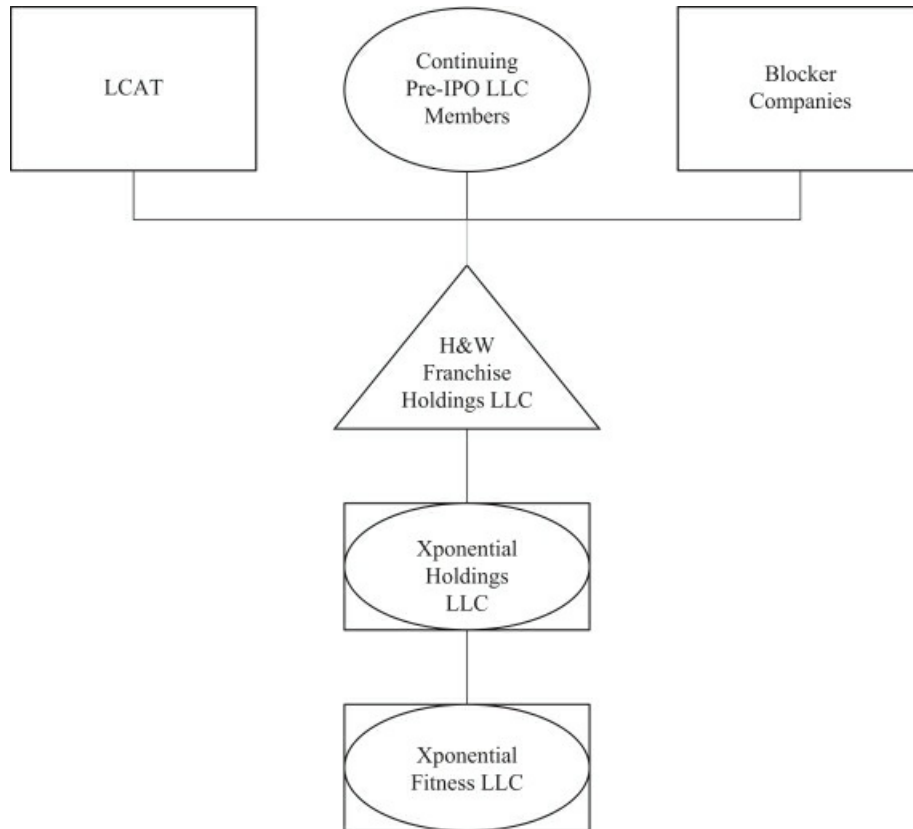 LCAT
Continuing
Pre-IPO LLC
Members
Blocker
Companies
H&W
Franchise
Holdings LLC
Xponential
Holdings
LLC
Xponential
Fitness LLC